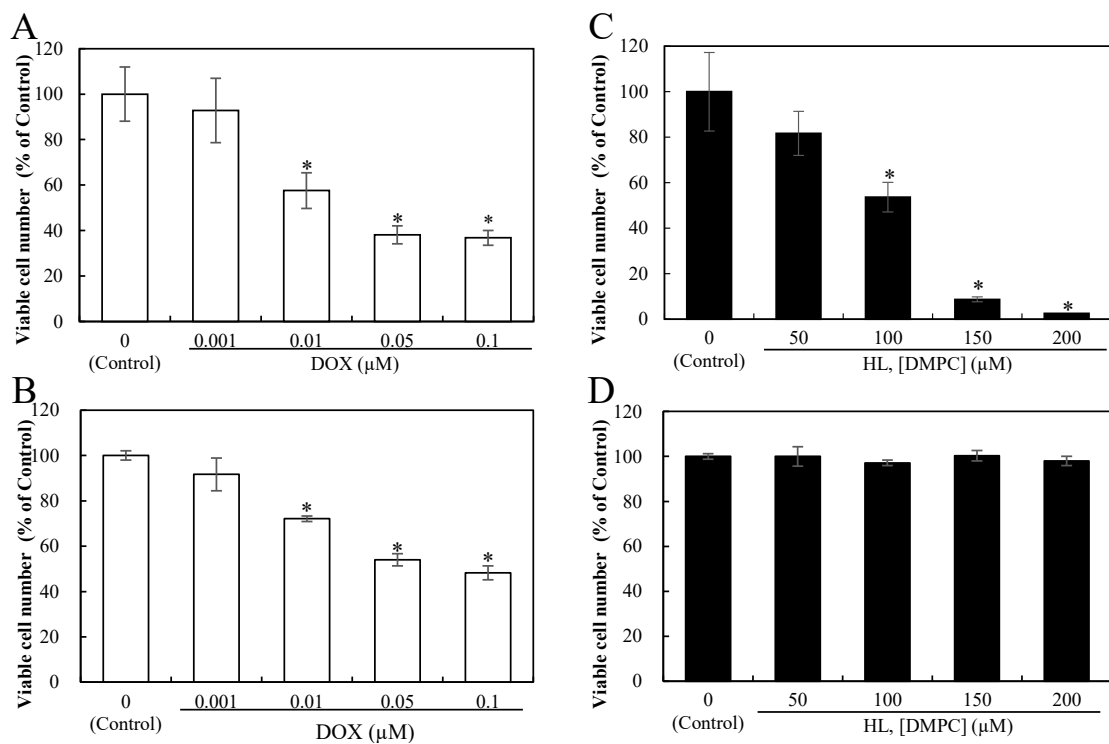 A
Viable cell number (% of Control)
120
100
80
60
40
20
0
*
*
*
0 0.001 0.01 0.05 0.1
(Control) DOX (µM)
B
Viable cell number (% of Control)
120
100
80
60
40
20
0
*
*
*
0 0.001 0.01 0.05 0.1
(Control) DOX (µM)
C
Viable cell number (% of Control)
120
100
80
60
40
20
0
*
*
*
0 50 100 150 200
(Control) HL, [DMPC] (µM)
D
Viable cell number (% of Control)
120
100
80
60
40
20
0
0 50 100 150 200
(Control) HL, [DMPC] (µM)